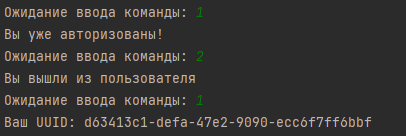 Ожидание ввода команды: 1
Вы уже авторизованы!
Ожидание ввода команды: 2
Вы вышли из пользователя
Ожидание ввода команды: 1
Ваш UUID: d63413c1-defa-47e2-9090-ecc6f7ff6bbf